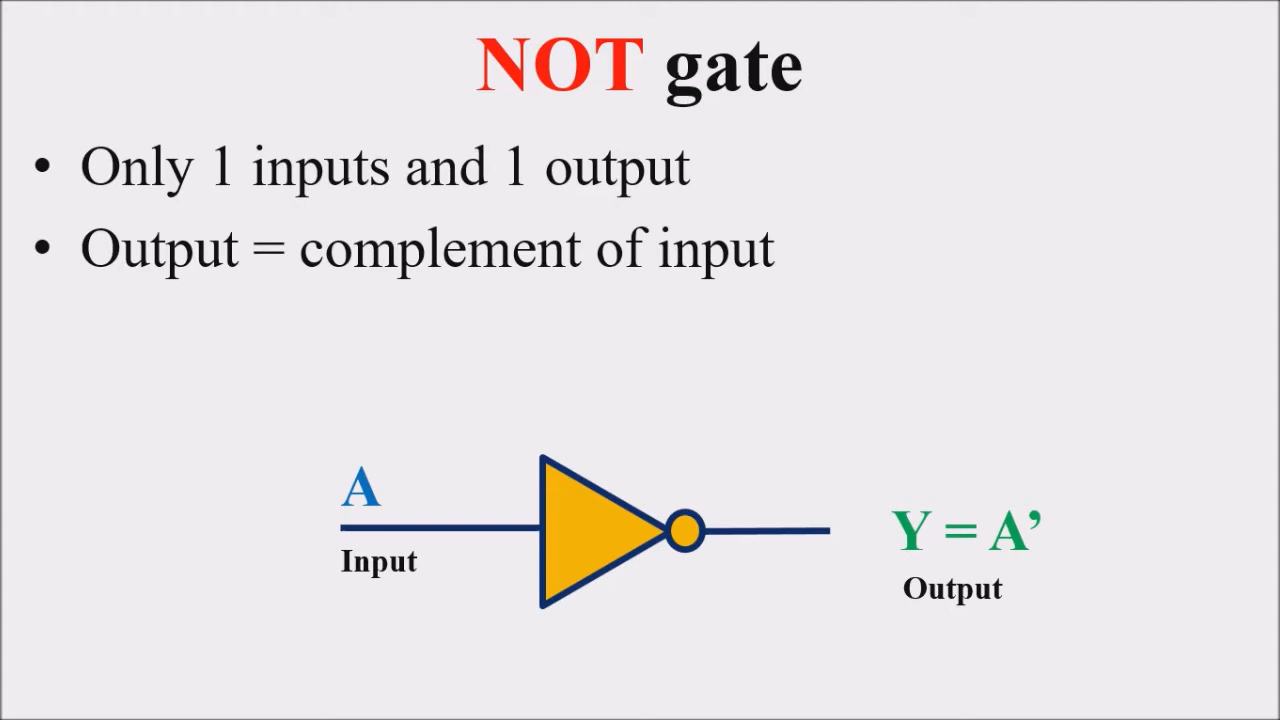 NOT gate
• Only 1 inputs and 1 output
• Output = complement of input
A
Input
Y = A’
Output